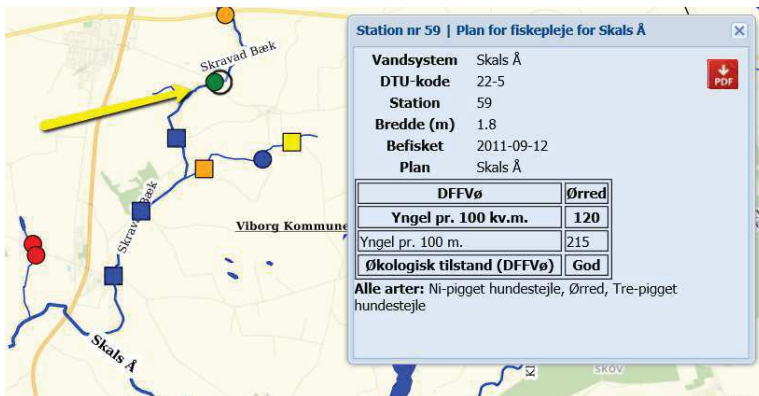 Skravad Bæk
Skravad Bæk
Viborg Kommune
Skals Å
Station nr 59 | Plan for fiskepleje for Skals Å
Vandsystem Skals Å
DTU-kode 22-5
Station 59
Bredde (m) 1.8
Befisket 2011-09-12
Plan Skals Å
PDF
DFFVø Ørred
Yngel pr. 100 kv.m. 120
Yngel pr. 100 m. 215
Økologisk tilstand (DFFVø) God
Alle arter: Ni-pigget hundestejle, Ørred, Tre-pigget
hundestejle
SKOV